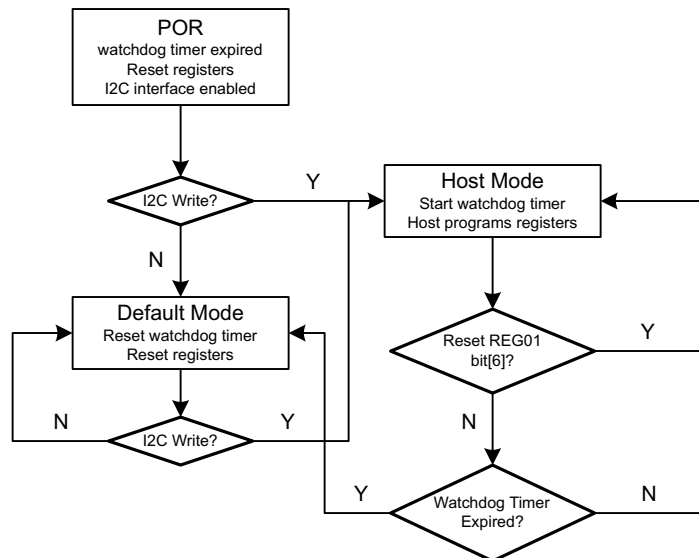 POR
watchdog timer expired
Reset registers
I2C interface enabled
I2C Write?
Y
N
Host Mode
Start watchdog timer
Host programs registers
Default Mode
Reset watchdog timer
Reset registers
Reset REG01
bit[6]?
Y
N
I2C Write?
N
Y
Watchdog Timer
Expired?
Y
N